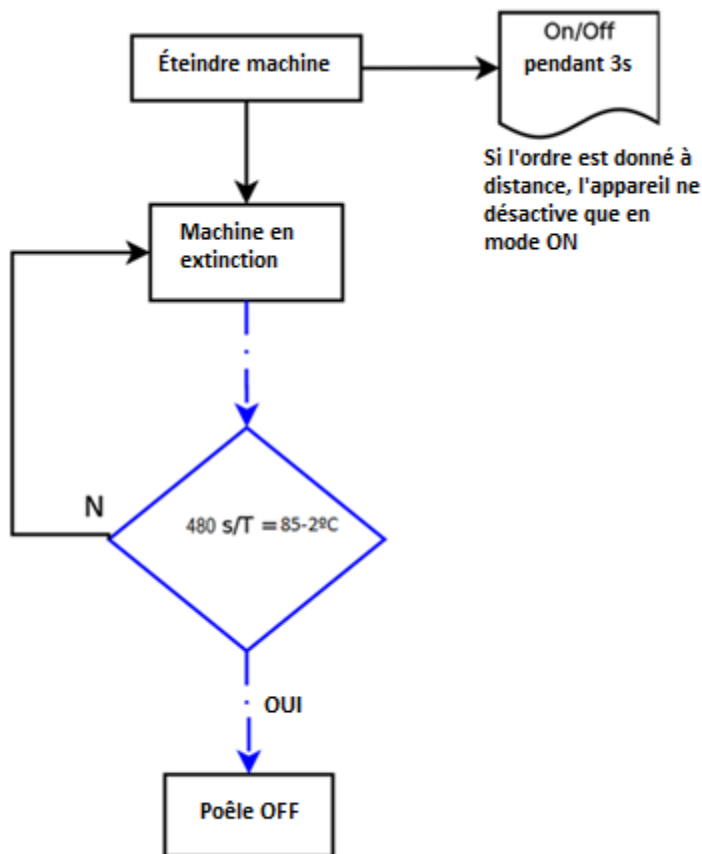 Éteindre machine
On/Off
pendant 3s
Si l'ordre est donné à
distance, l'appareil ne
désactive que en
mode ON
Machine en
extinction
N
480 s/T = 85-2ºC
OUI
Poêle OFF